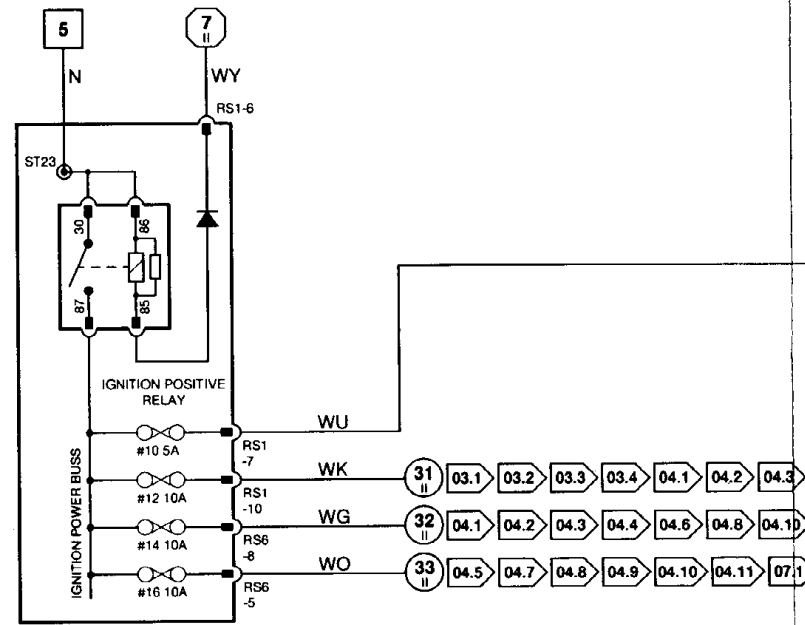 5
7
II
N
WY
RS1-6
ST23
30
86
87
85
IGNITION POSITIVE
RELAY
IGNITION POWER BUSS
#10 5A
WU
RS1
-7
#12 10A
WK
RS1
-10
31
II
03.1 03.2 03.3 03.4 04.1 04.2 04.3
#14 10A
WG
RS6
-8
32
II
04.1 04.2 04.3 04.4 04.6 04.8 04.10
#16 10A
WO
RS6
-5
33
II
04.5 04.7 04.8 04.9 04.10 04.11 07.1